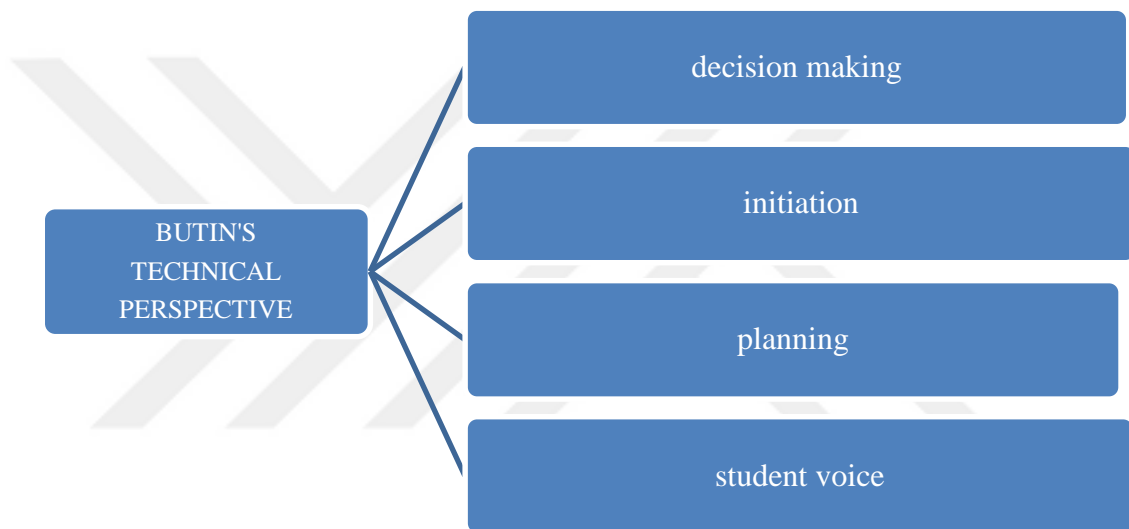 decision making
initiation
BUTIN'S
TECHNICAL
PERSPECTIVE
planning
student voice